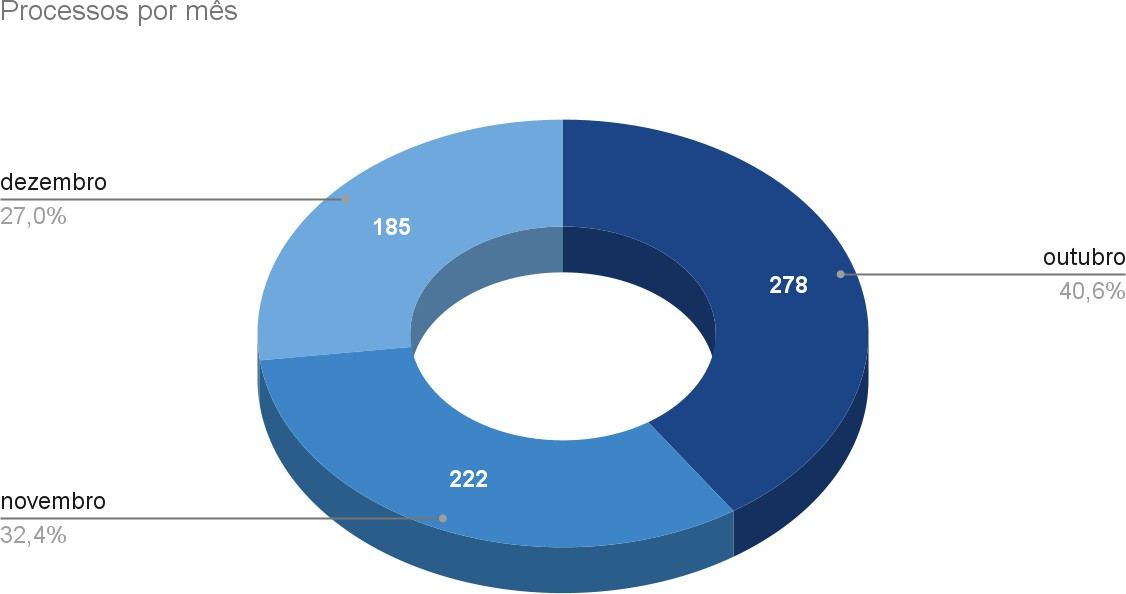 Processos por mês
dezembro
27,0%
185
outubro
40,6%
278
222
novembro
32,4%